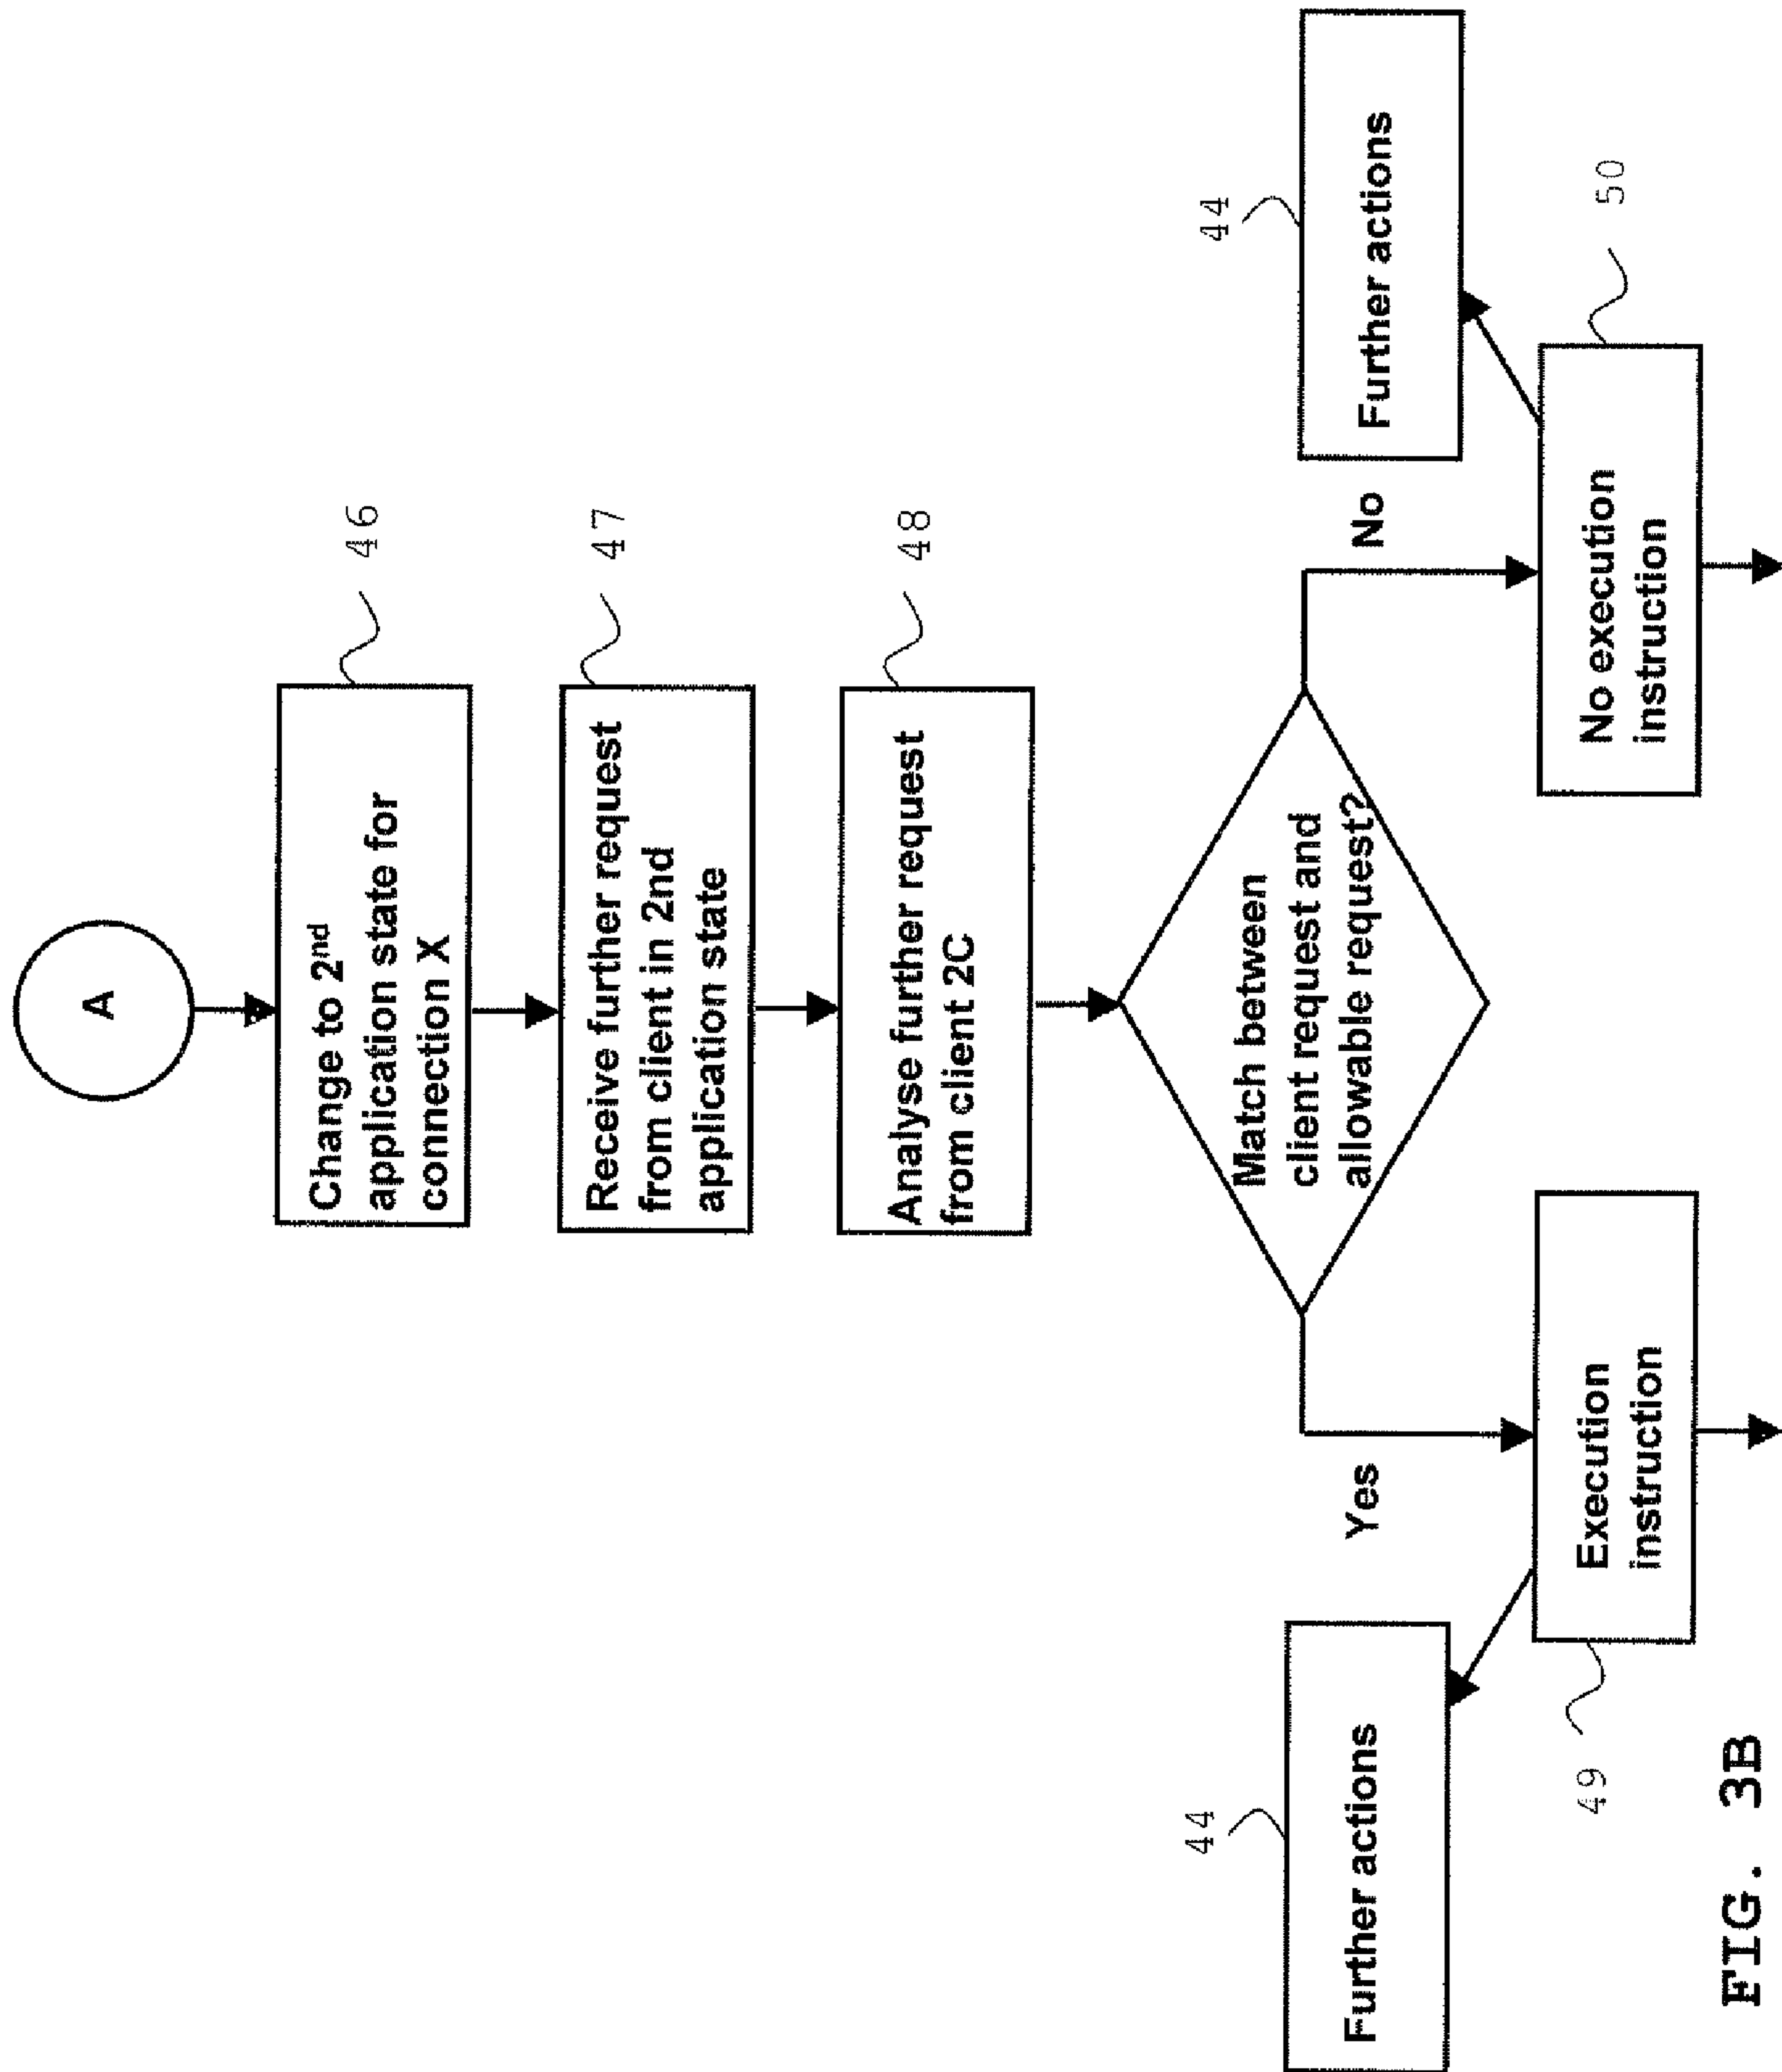 A
Change to 2nd
application state for
connection X
46
Receive further request
from client in 2nd
application state
47
Analyse further request
from client 2C
48
Match between
client request and
allowable request?
Yes
No
44
Further actions
44
Further actions
Execution
instruction
49
No execution
instruction
50
FIG. 3B